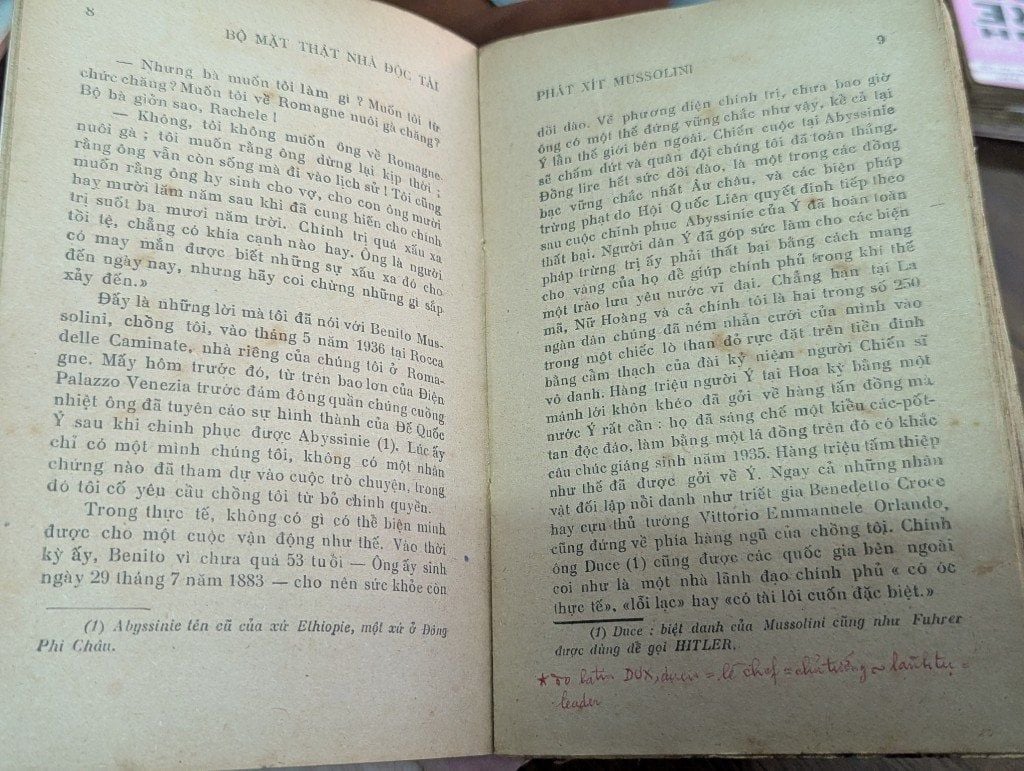 8
BỘ MẶT THẬT NHÀ ĐỘC TÀI
— Nhưng bà muốn tôi làm gì ? Muốn tôi từ
chức chăng ? Muốn tôi về Romagne nuôi gà chăng?
Bộ bà giởn sao, Rachele !
— Không, tôi không muốn ông về Romagne
nuôi gà ; tôi muốn rằng ông dừng lại kịp thời ;
rằng ông vẫn còn sống mà đi vào lịch sử ! Tôi cũng
muốn rằng ông hy sinh cho vợ, cho con ông mười
hay mười lăm năm sau khi đã cung hiến cho chính
trị suốt ba mươi năm trời. Chính trị quá xấu xa
tồi tệ, chẳng có khía cạnh nào hay. Ông là người
có may mắn được biết những sự xấu xa đó cho
đến ngày nay, nhưng hãy coi chừng những gì sắp
xảy đến.»
Đấy là những lời mà tôi đã nói với Benito Mus-
solini, chồng tôi, vào tháng 5 năm 1936 tại Rocca
delle Caminate, nhà riêng của chúng tôi ở Roma-
gne. Mấy hôm trước đó, từ trên bao lơn của Điện
Palazzo Venezia trước đám đông quần chúng cuồng
nhiệt ông đã tuyên cáo sự hình thành của Đế Quốc
Ý sau khi chinh phục được Abyssinie (1). Lúc ấy
chỉ có một mình chúng tôi, không có một nhân
chứng nào đã tham dự vào cuộc trò chuyện, trong
đó tôi cố yêu cầu chồng tôi từ bỏ chính quyền.
Trong thực tế, không có gì có thể biện minh
được cho một cuộc vận động như thế. Vào thời
kỳ ấy, Benito vì chưa quá 53 tuổi — Ông ấy sinh
ngày 29 tháng 7 năm 1883 — cho nên sức khỏe còn
(1) Abyssinie tên cũ của xứ Ethiopie, một xứ ở Đông
Phi Châu.
9
PHÁT XÍT MUSSOLINI
dồi dào. Về phương diện chính trị, chưa bao giờ
ông có một thế đứng vững chắc như vậy, kể cả tại
Ý lẫn thế giới bên ngoài. Chiến cuộc tại Abyssinie
sẽ chấm dứt và quân đội chúng tôi đã toàn thắng.
Đồng lire hết sức dồi dào, là một trong các đồng
bạc vững chắc nhất Âu châu, và các biện pháp
trừng phạt do Hội Quốc Liên quyết định tiếp theo
sau cuộc chinh phục Abyssinie của Ý đã hoàn toàn
thất bại. Người dân Ý đã góp sức làm cho các biện
pháp trừng trị ấy phải thất bại bằng cách mang
cho vàng của họ để giúp chính phủ trong khí thế
một trào lưu yêu nước vĩ đại. Chẳng hạn tại La
mã, Nữ Hoàng và cả chính tôi là hai trong số 250
ngàn dân chúng đã ném nhẫn cưới của mình vào
trong một chiếc lò than đỏ rực đặt trên tiền đình
bằng cẩm thạch của đài kỷ niệm người Chiến sĩ
vô danh. Hàng triệu người Ý tại Hoa kỳ bằng một
mánh lới khôn khéo đã gởi về hàng tấn đồng mà
nước Ý rất cần : họ đã sáng chế một kiểu các-pốt-
tan độc đáo, làm bằng một lá đồng trên đó có khắc
câu chúc giáng sinh năm 1935. Hàng triệu tấm thiệp
như thế đã được gởi về Ý. Ngay cả những nhân
vật đối lập nổi danh như triết gia Benedetto Croce
hay cựu thủ tướng Vittorio Emmannele Orlando,
cũng đứng về phía hàng ngũ của chồng tôi. Chính
ông Duce (1) cũng được các quốc gia bên ngoài
coi như là một nhà lãnh đạo chính phủ « có óc
thực tế», «lỗi lạc» hay «có tài lôi cuốn đặc biệt.»
(1) Duce : biệt danh của Mussolini cũng như Fuhrer
được dùng để gọi HITLER.
* do latin DUX, = lê chef = chủ tướng ~ lãnh tụ =
leader